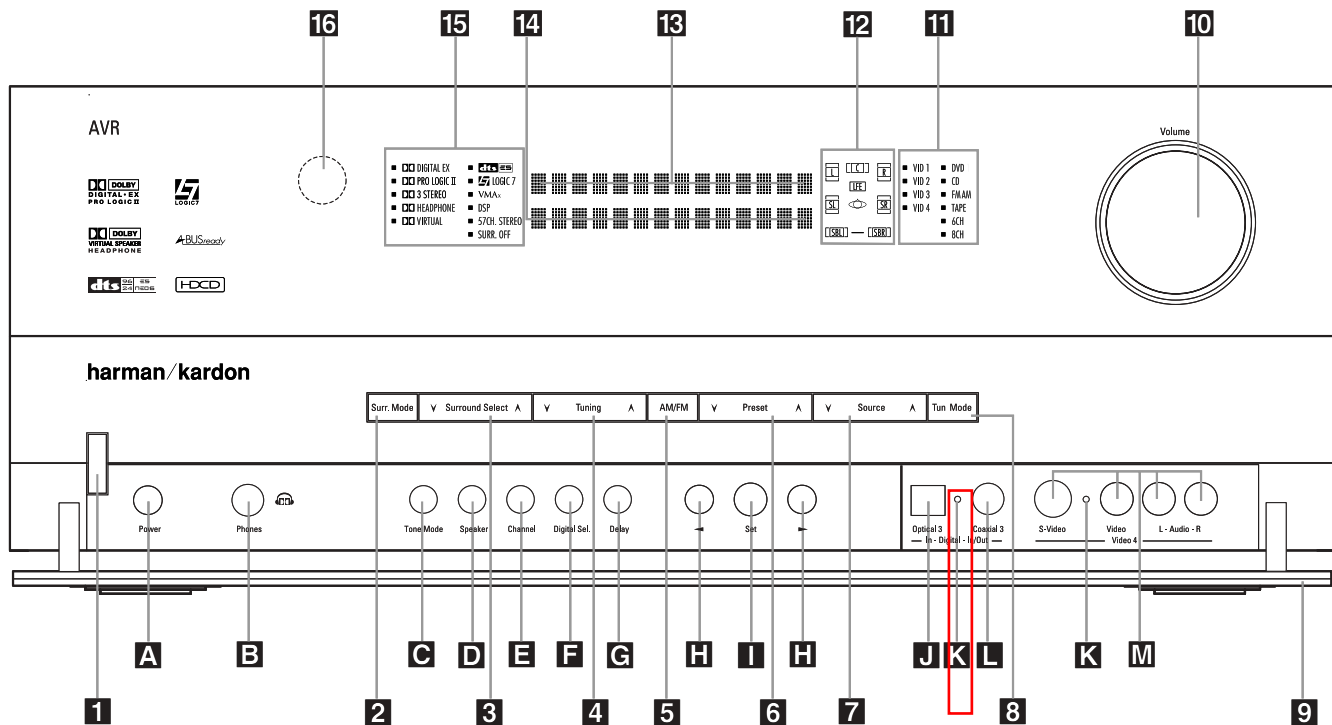 16 15 14 13 12 11 10
AVR
Volume
DOLBY
DIGITAL·EX
PRO LOGIC II
LOGIC7
DOLBY
VIRTUAL SPEAKER
HEADPHONE
A-BUSready
dts 96 24 ES NEO6
HDCD
DIGITAL EX
PRO LOGIC II
3 STEREO
HEADPHONE
VIRTUAL
dts ES
LOGIC 7
VMAx
DSP
57CH. STEREO
SURR. OFF
L C R
LFE
SL SR
SBL SBR
VID 1
VID 2
VID 3
VID 4
DVD
CD
FM AM
TAPE
6CH
8CH
harman/kardon
Surr. Mode Surround Select Tuning AM/FM Preset Source Tun Mode
Power Phones Tone Mode Speaker Channel Digital Sel. Delay Set
Optical 3 Coaxial 3
In - Digital - In/Out
S-Video Video L - Audio - R
Video 4
A B C D E F G H I H J K L K M
1 2 3 4 5 6 7 8 9